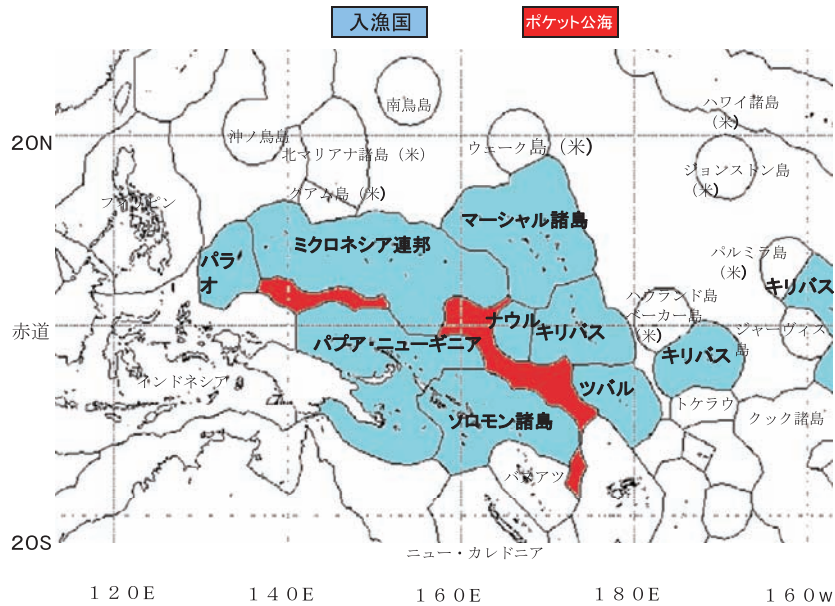 入漁国
ポケット公海
南鳥島
ハワイ諸島
(米)
20N
沖ノ鳥島
北マリアナ諸島(米)
ウェーク島(米)
ジョンストン島
(米)
グアム島(米)
フィリピン
マーシャル諸島
ミクロネシア連邦
パラ
オ
パルミラ島
(米)
キリバス
ハウランド島
ベーカー島
(米)
ナウル
キリバス
赤道
パプア・ニューギニア
ジャーヴィス
島
キリバス
インドネシア
ツバル
トケラウ
ソロモン諸島
クック諸島
バヌアツ
20S
ニュー・カレドニア
120E
140E
160E
180E
160w